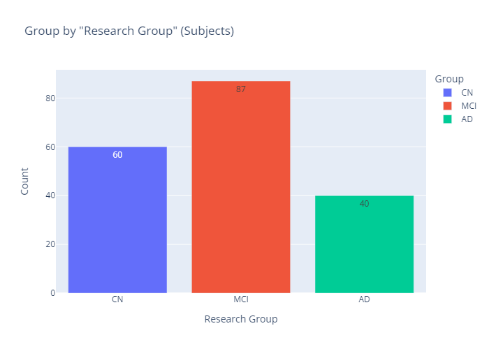 Group by "Research Group" (Subjects)
Group
CN
MCI
AD
87
80
60
60
40
40
20
0
Count
CN
MCI
AD
Research Group